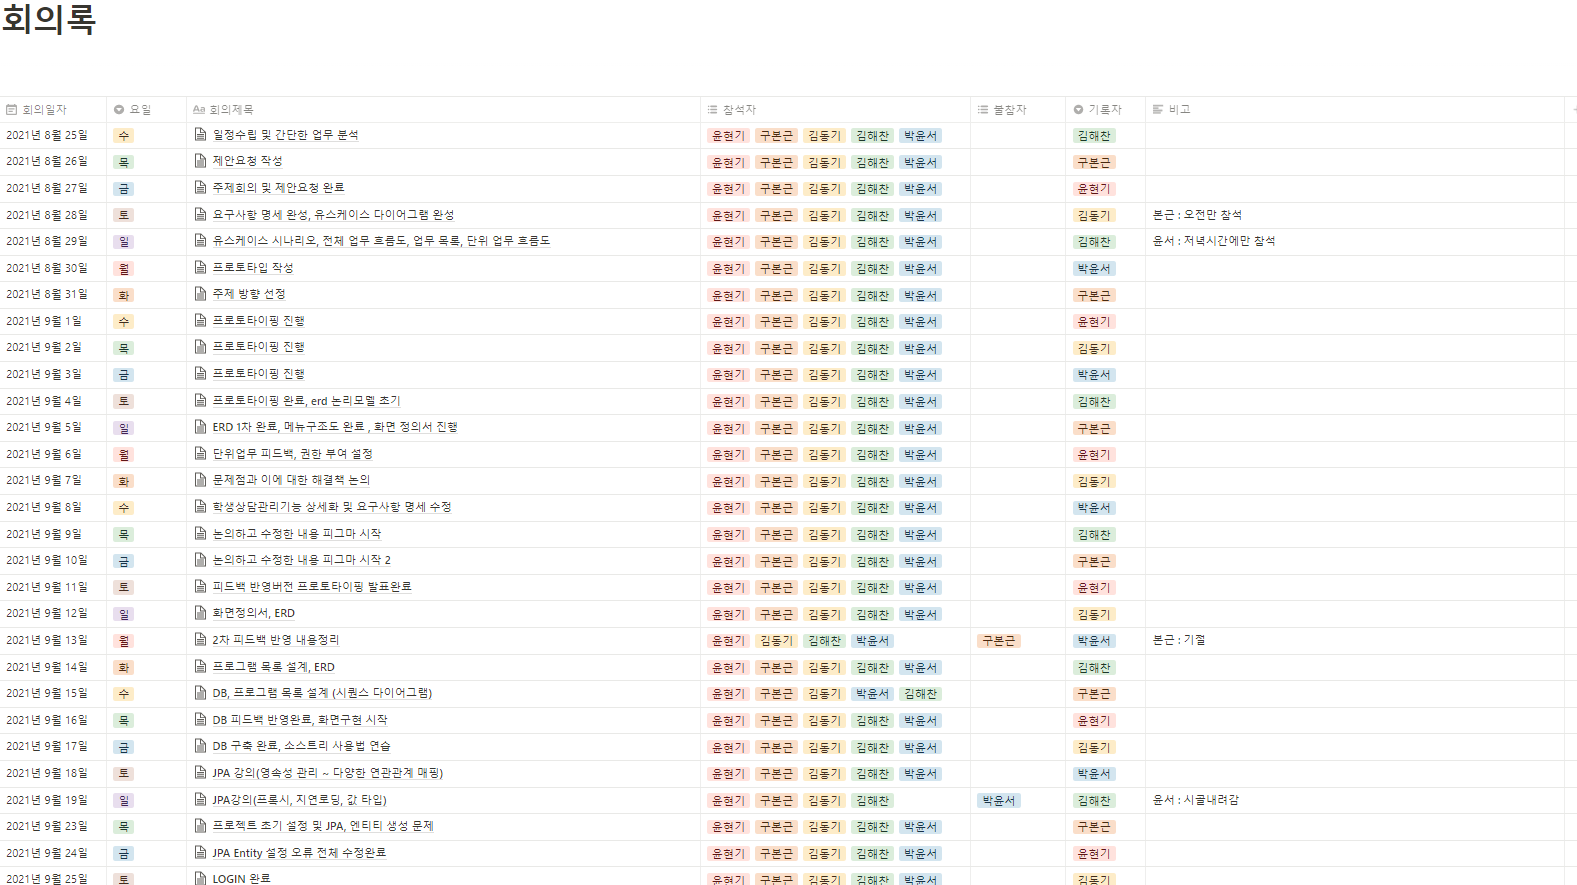 회의록
회의일자 요일 Aa 회의제목 참석자 불참자 기록자 비고
2021년 8월 25일 수 일정수립 및 간단한 업무 분석 윤현기 구본근 김동기 김해찬 박윤서 김해찬
2021년 8월 26일 목 제안요청 작성 윤현기 구본근 김동기 김해찬 박윤서 구본근
2021년 8월 27일 금 주제회의 및 제안요청 완료 윤현기 구본근 김동기 김해찬 박윤서 윤현기
2021년 8월 28일 토 요구사항 명세 완성, 유스케이스 다이어그램 완성 윤현기 구본근 김동기 김해찬 박윤서 김동기 본근 : 오전만 참석
2021년 8월 29일 일 유스케이스 시나리오, 전체 업무 흐름도, 업무 목록, 단위 업무 흐름도 윤현기 구본근 김동기 김해찬 박윤서 김해찬 윤서 : 저녁시간에만 참석
2021년 8월 30일 월 프로토타입 작성 윤현기 구본근 김동기 김해찬 박윤서 박윤서
2021년 8월 31일 화 주제 방향 선정 윤현기 구본근 김동기 김해찬 박윤서 구본근
2021년 9월 1일 수 프로토타이핑 진행 윤현기 구본근 김동기 김해찬 박윤서 윤현기
2021년 9월 2일 목 프로토타이핑 진행 윤현기 구본근 김동기 김해찬 박윤서 김동기
2021년 9월 3일 금 프로토타이핑 진행 윤현기 구본근 김동기 김해찬 박윤서 박윤서
2021년 9월 4일 토 프로토타이핑 완료, erd 논리모델 초기 윤현기 구본근 김동기 김해찬 박윤서 김해찬
2021년 9월 5일 일 ERD 1차 완료, 메뉴구조도 완료 , 화면 정의서 진행 윤현기 구본근 김동기 김해찬 박윤서 구본근
2021년 9월 6일 월 단위업무 피드백, 권한 부여 설정 윤현기 구본근 김동기 김해찬 박윤서 윤현기
2021년 9월 7일 화 문제점과 이에 대한 해결책 논의 윤현기 구본근 김동기 김해찬 박윤서 김동기
2021년 9월 8일 수 학생상담관리기능 상세화 및 요구사항 명세 수정 윤현기 구본근 김동기 김해찬 박윤서 박윤서
2021년 9월 9일 목 논의하고 수정한 내용 피그마 시작 윤현기 구본근 김동기 김해찬 박윤서 김해찬
2021년 9월 10일 금 논의하고 수정한 내용 피그마 시작 2 윤현기 구본근 김동기 김해찬 박윤서 구본근
2021년 9월 11일 토 피드백 반영버전 프로토타이핑 발표완료 윤현기 구본근 김동기 김해찬 박윤서 윤현기
2021년 9월 12일 일 화면정의서, ERD 윤현기 구본근 김동기 김해찬 박윤서 김동기
2021년 9월 13일 월 2차 피드백 반영 내용정리 윤현기 김동기 김해찬 박윤서 구본근 박윤서 본근 : 기절
2021년 9월 14일 화 프로그램 목록 설계, ERD 윤현기 구본근 김동기 김해찬 박윤서 김해찬
2021년 9월 15일 수 DB, 프로그램 목록 설계 (시퀀스 다이어그램) 윤현기 구본근 김동기 박윤서 김해찬 구본근
2021년 9월 16일 목 DB 피드백 반영완료, 화면구현 시작 윤현기 구본근 김동기 김해찬 박윤서 윤현기
2021년 9월 17일 금 DB 구축 완료, 소스트리 사용법 연습 윤현기 구본근 김동기 김해찬 박윤서 김동기
2021년 9월 18일 토 JPA 강의(영속성 관리 ~ 다양한 연관관계 매핑) 윤현기 구본근 김동기 김해찬 박윤서 박윤서
2021년 9월 19일 일 JPA강의(프록시, 지연로딩, 값 타입) 윤현기 구본근 김동기 김해찬 박윤서 김해찬 윤서 : 시골내려감
2021년 9월 23일 목 프로젝트 초기 설정 및 JPA, 엔티티 생성 문제 윤현기 구본근 김동기 김해찬 박윤서 구본근
2021년 9월 24일 금 JPA Entity 설정 오류 전체 수정완료 윤현기 구본근 김동기 김해찬 박윤서 윤현기
2021년 9월 25일 토 LOGIN 완료 윤현기 구본근 김동기 김해찬 박윤서 김동기